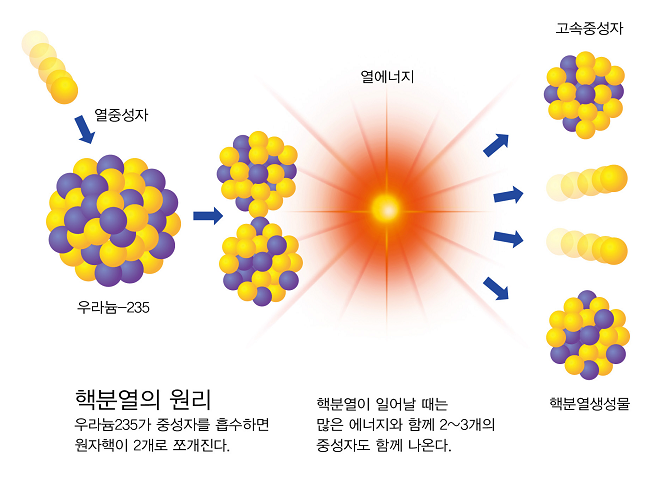 고속중성자
열에너지
열중성자
우라늄-235
핵분열생성물
핵분열의 원리
우라늄235가 중성자를 흡수하면
원자핵이 2개로 쪼개진다.
핵분열이 일어날 때는
많은 에너지와 함께 2~3개의
중성자도 함께 나온다.